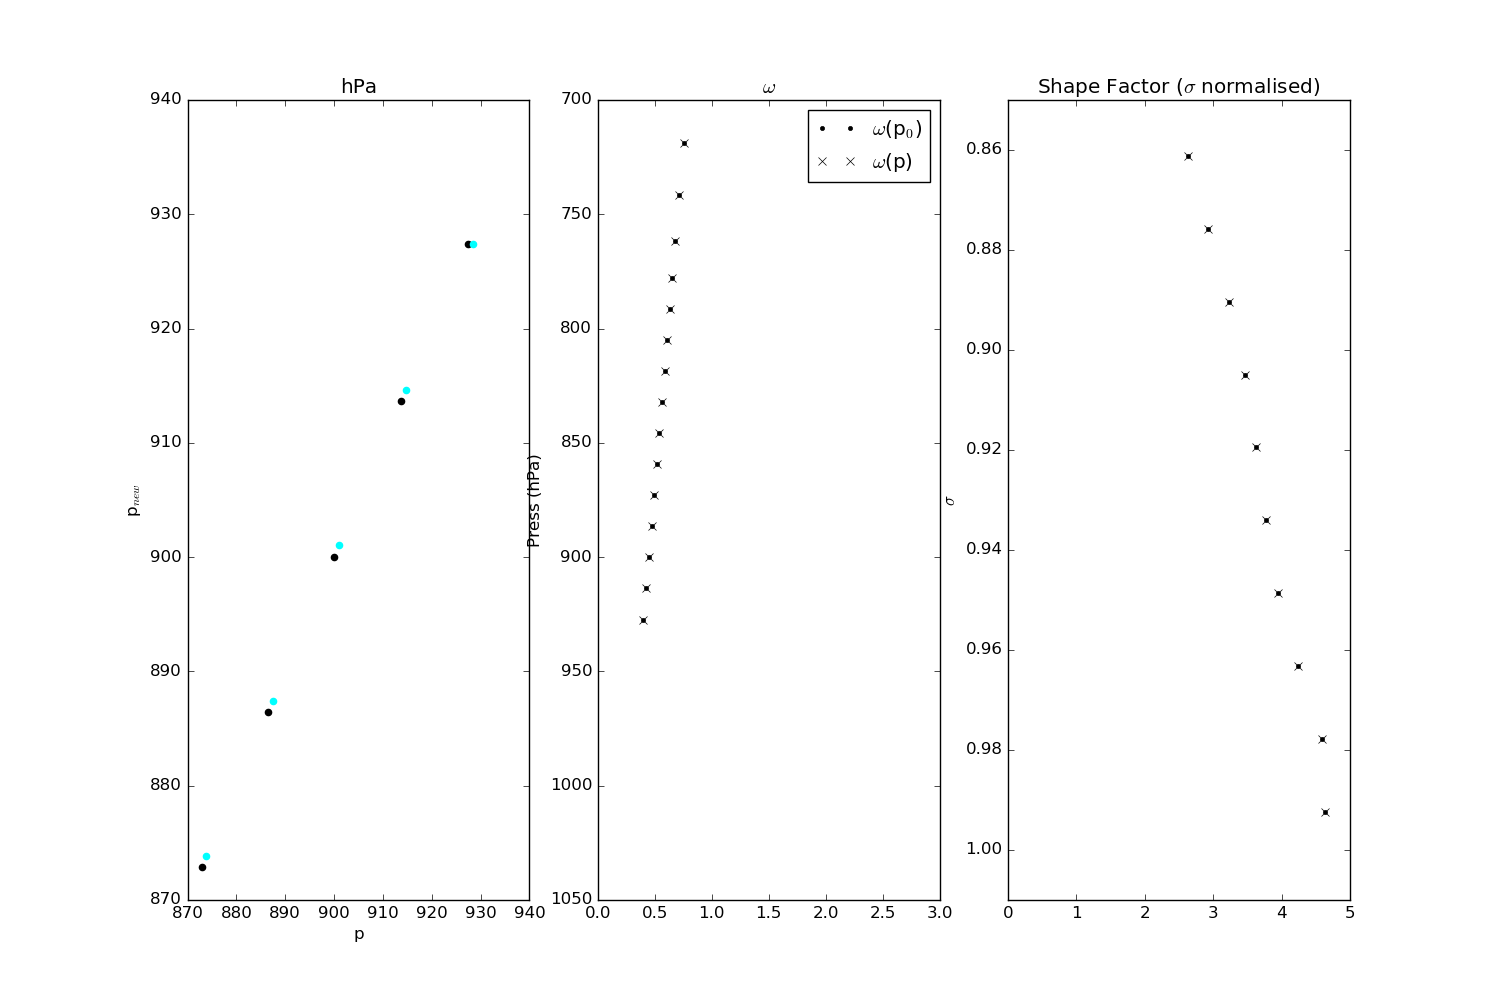 hPa
940
930
920
910
900
890
880
870
p_new
870 880 890 900 910 920 930 940
p
ω
ω(p₀)
ω(p)
700
750
800
850
900
950
1000
1050
Press (hPa)
0.0 0.5 1.0 1.5 2.0 2.5 3.0
Shape Factor (σ normalised)
0.86
0.88
0.90
0.92
0.94
0.96
0.98
1.00
σ
0 1 2 3 4 5